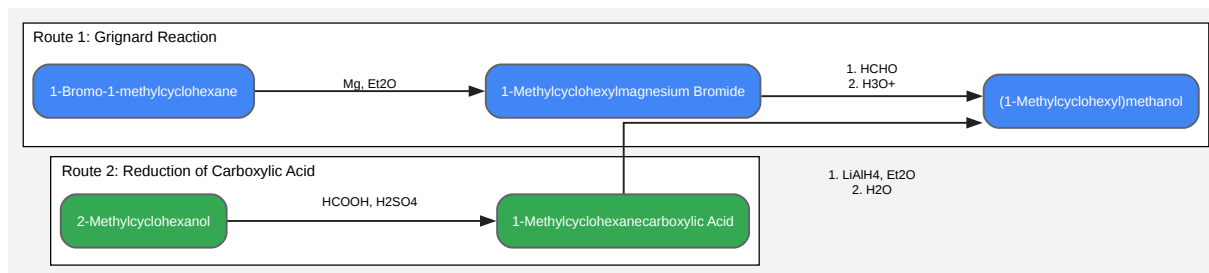 Route 1: Grignard Reaction
1-Bromo-1-methylcyclohexane
Mg, Et2O
1-Methylcyclohexylmagnesium Bromide
1. HCHO
2. H3O+
(1-Methylcyclohexyl)methanol
Route 2: Reduction of Carboxylic Acid
2-Methylcyclohexanol
HCOOH, H2SO4
1-Methylcyclohexanecarboxylic Acid
1. LiAlH4, Et2O
2. H2O